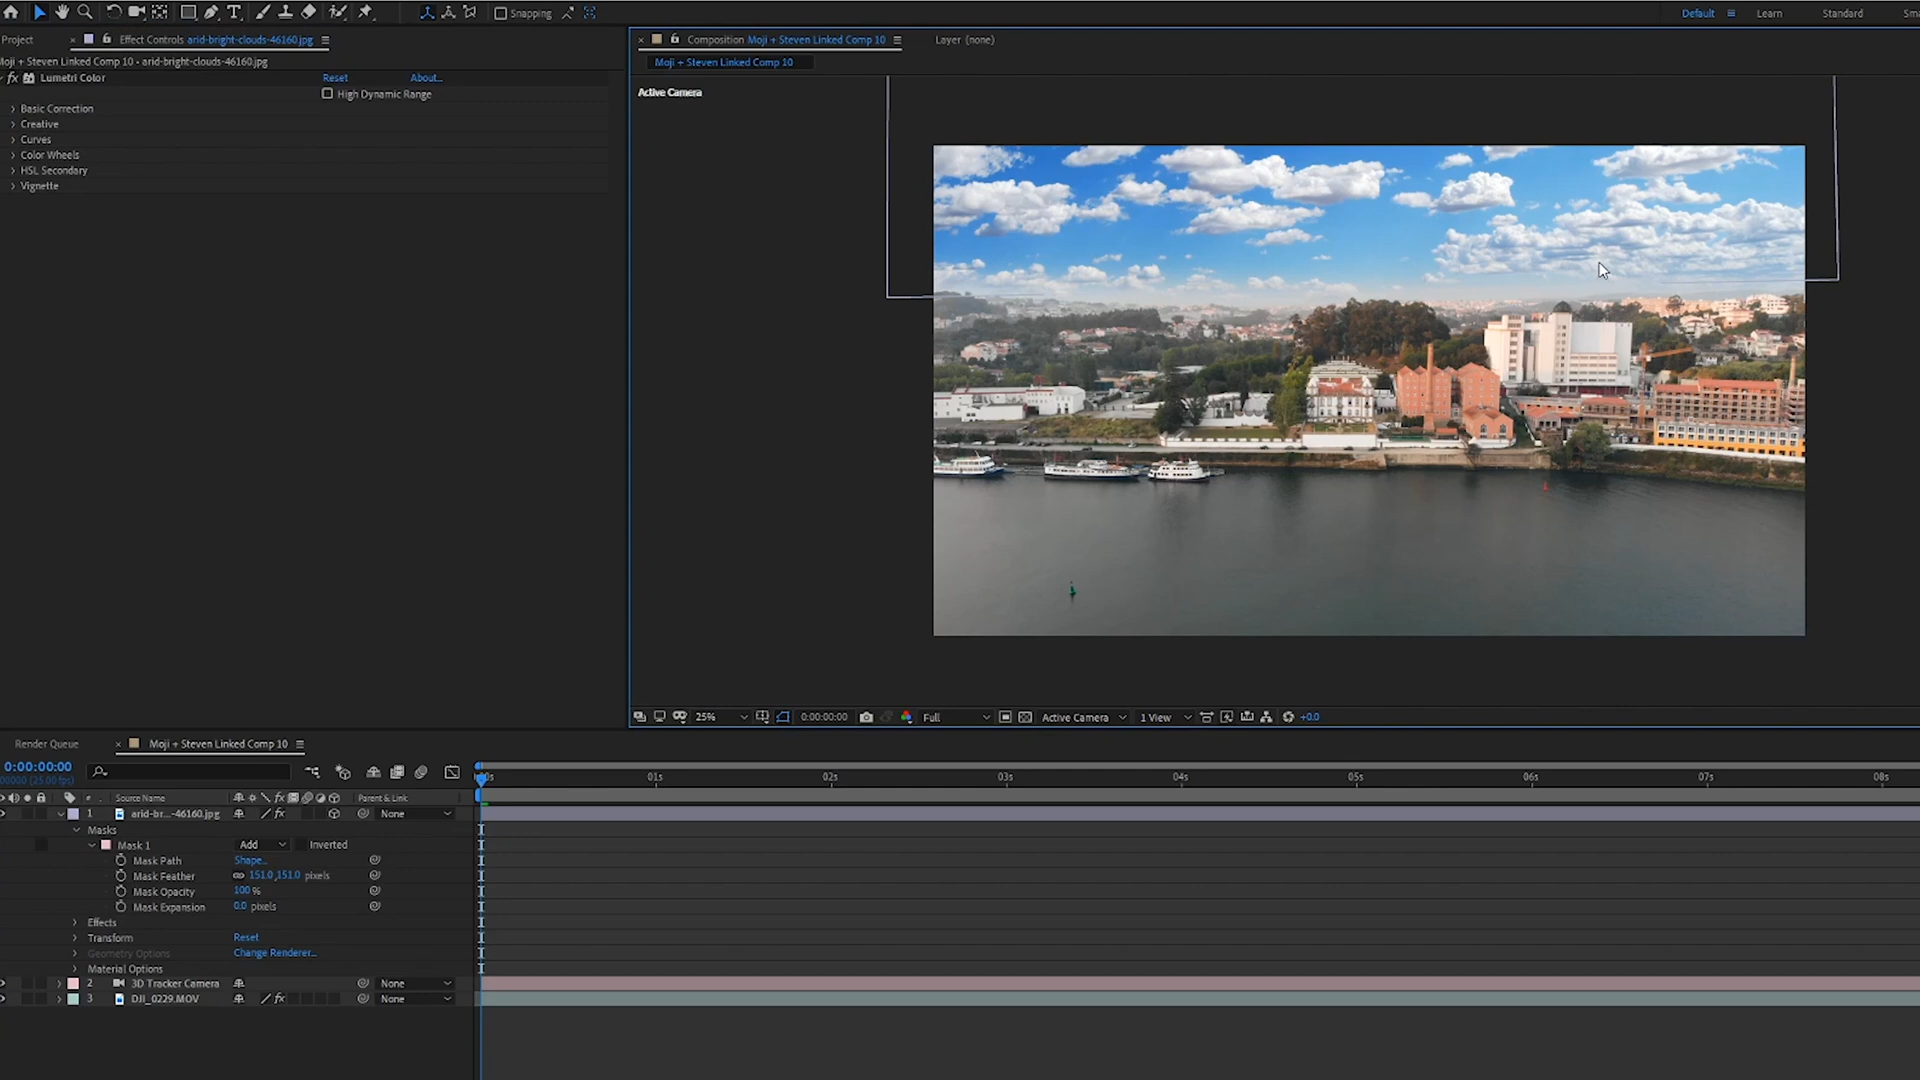 Snapping
Default
Learn
Standard
Sma
Project
Effect Controls arid-bright-clouds-46160.jpg
Composition Moji + Steven Linked Comp 10
Layer (none)
Moji + Steven Linked Comp 10 • arid-bright-clouds-46160.jpg
Moji + Steven Linked Comp 10
fx Lumetri Color
Reset
About...
High Dynamic Range
Active Camera
Basic Correction
Creative
Curves
Color Wheels
HSL Secondary
Vignette
25%
0:00:00:00
Full
Active Camera
1 View
+0.0
Render Queue
Moji + Steven Linked Comp 10
0:00:00:00
00000 (25.00 fps)
01s
02s
03s
04s
05s
06s
07s
08s
Source Name
Parent & Link
1 arid-br...-46160.jpg
None
Masks
Mask 1
Add
Inverted
Mask Path
Shape...
Mask Feather
151.0,151.0 pixels
Mask Opacity
100 %
Mask Expansion
0.0 pixels
Effects
Transform
Reset
Geometry Options
Change Renderer...
Material Options
2 3D Tracker Camera
None
3 DJI_0229.MOV
None